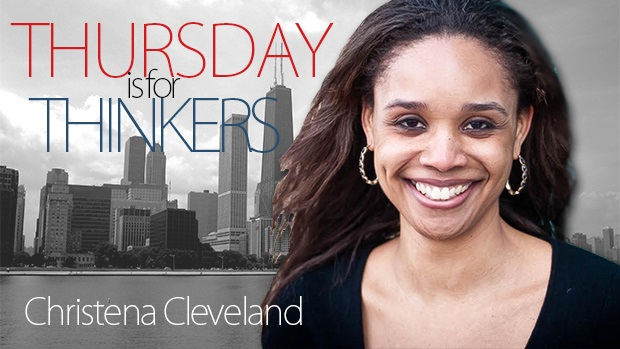 THURSDAY
is for
THINKERS
Christena Cleveland